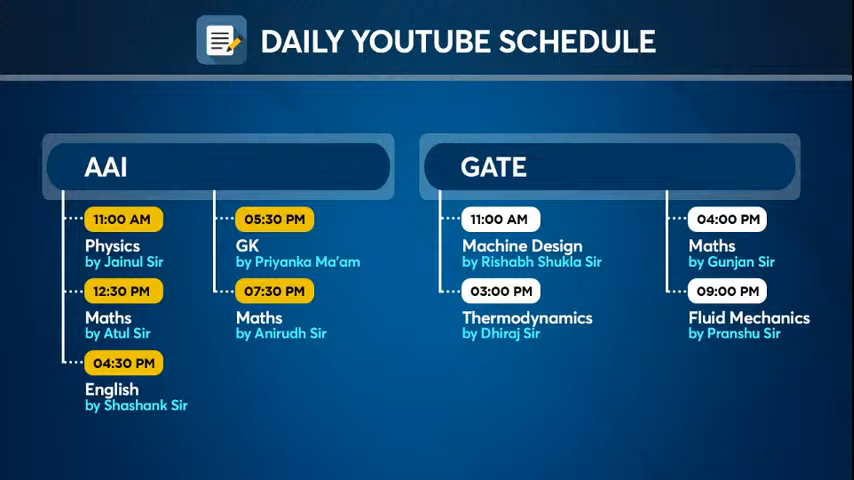 DAILY YOUTUBE SCHEDULE
AAI
11:00 AM
Physics
by Jainul Sir
12:30 PM
Maths
by Atul Sir
04:30 PM
English
by Shashank Sir
05:30 PM
GK
by Priyanka Ma'am
07:30 PM
Maths
by Anirudh Sir
GATE
11:00 AM
Machine Design
by Rishabh Shukla Sir
03:00 PM
Thermodynamics
by Dhiraj Sir
04:00 PM
Maths
by Gunjan Sir
09:00 PM
Fluid Mechanics
by Pranshu Sir